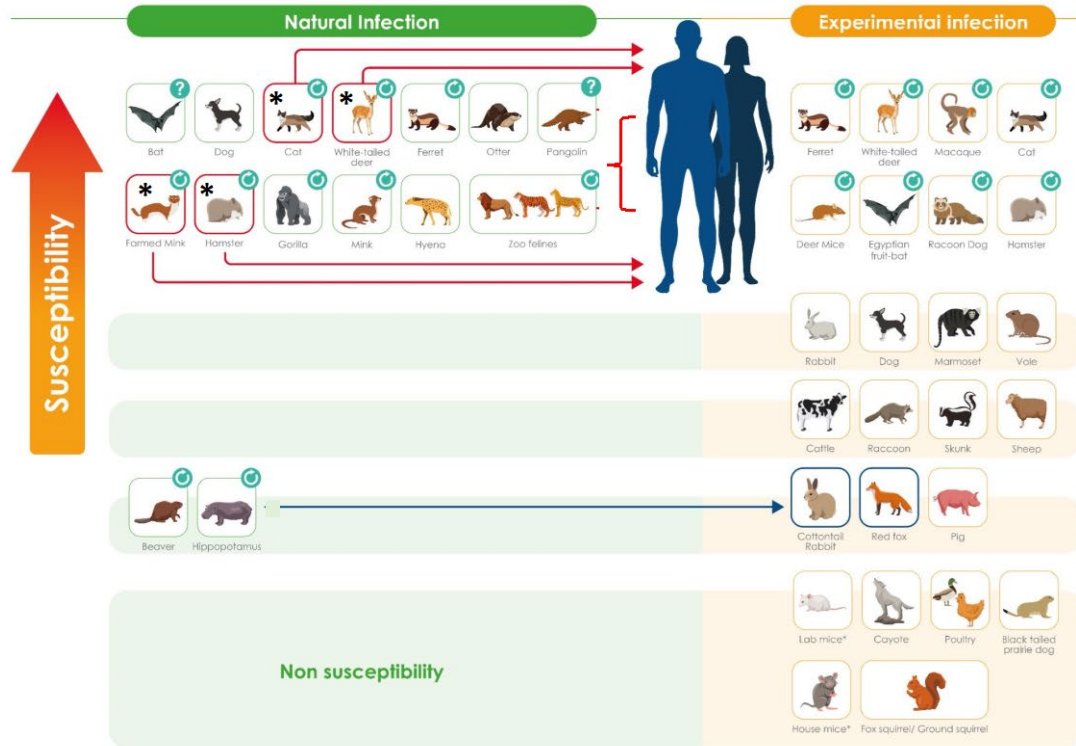 Natural Infection
Experimental infection
Susceptibility
?
?
*
*
Bat
Dog
Cat
White-tailed
deer
Ferret
Otter
Pangolin
Ferret
White-tailed
deer
Macaque
Cat
*
*
Farmed Mink
Hamster
Gorilla
Mink
Hyena
Zoo felines
Deer Mice
Egyptian
fruit-bat
Racoon Dog
Hamster
Rabbit
Dog
Marmoset
Vole
Cattle
Raccoon
Skunk
Sheep
Beaver
Hippopotamus
Cottontail
Rabbit
Red fox
Pig
Lab mice*
Coyote
Poultry
Black tailed
prairie dog
Non susceptibility
House mice*
Fox squirrel/ Ground squirrel